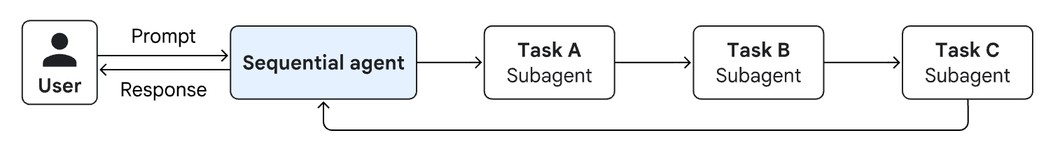 User
Prompt
Response
Sequential agent
Task A
Subagent
Task B
Subagent
Task C
Subagent